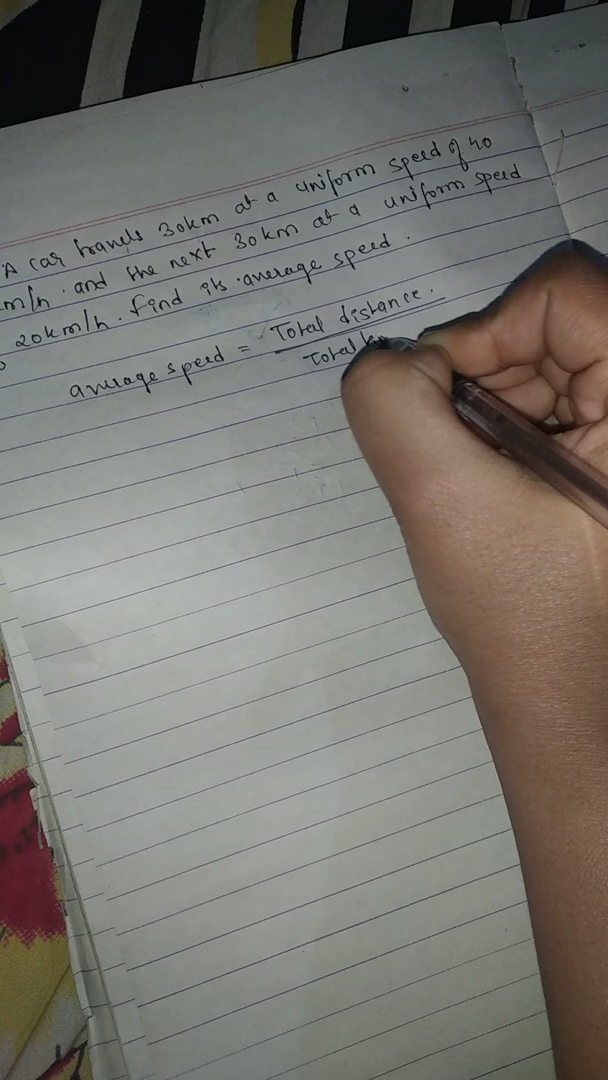 A car travels 30km at a uniform speed of 40
km/h. and the next 30km at a uniform speed
20km/h. find its average speed.
average speed = Total distance.
Total